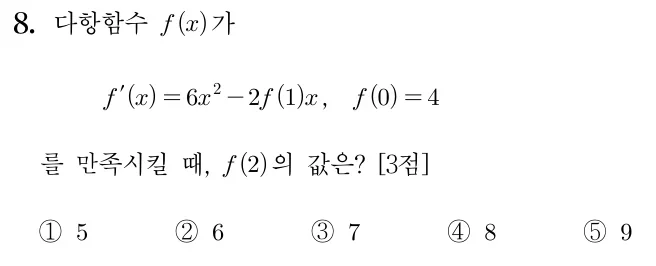 8. 다항함수 f(x)가
f′(x)=6x²−2f(1)x, f(0)=4
를 만족시킬 때, f(2)의 값은? [3점]
① 5 ② 6 ③ 7 ④ 8 ⑤ 9